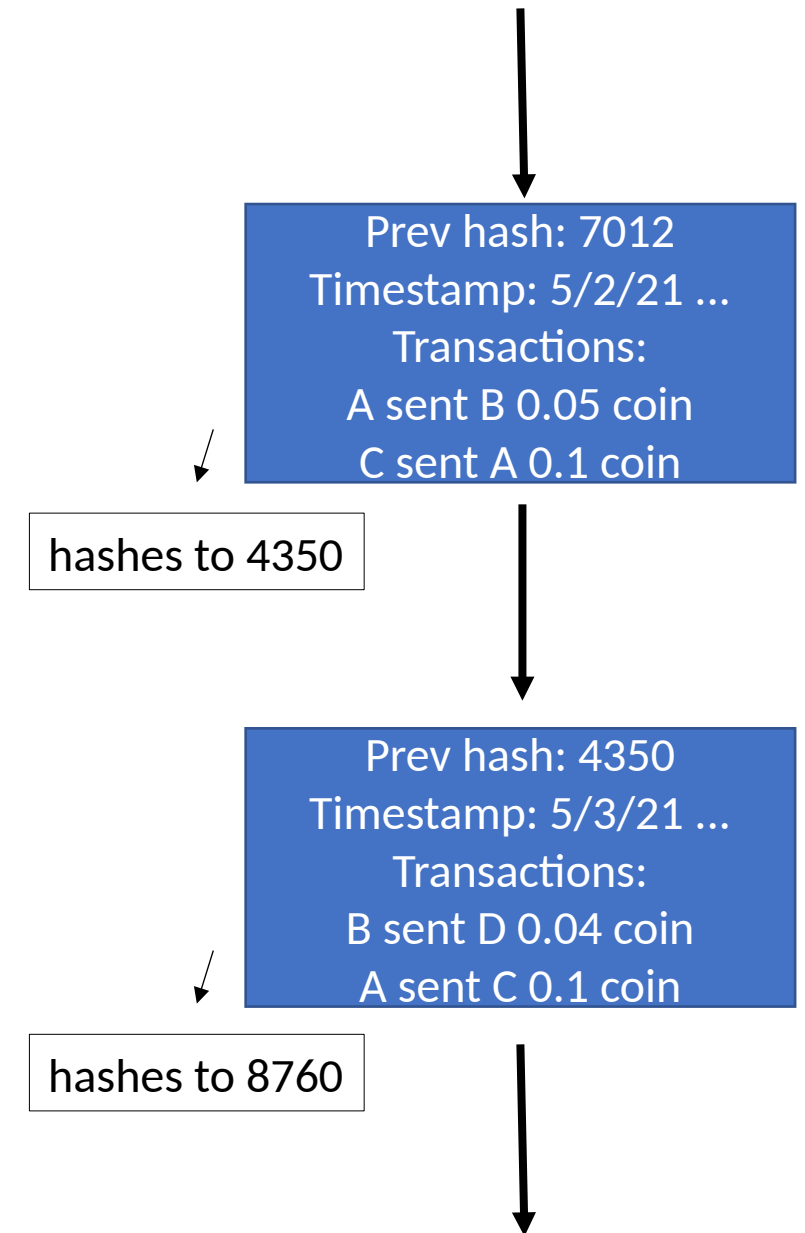 Prev hash: 7012
Timestamp: 5/2/21 ...
Transactions:
A sent B 0.05 coin
C sent A 0.1 coin
hashes to 4350
Prev hash: 4350
Timestamp: 5/3/21 ...
Transactions:
B sent D 0.04 coin
A sent C 0.1 coin
hashes to 8760